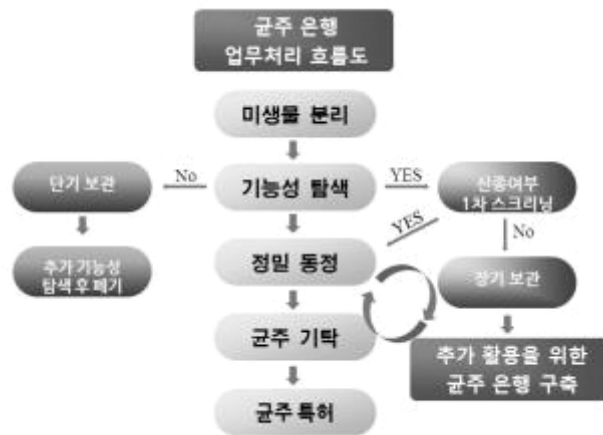 균주 은행
업무처리 흐름도
미생물 분리
단기 보관
No
기능성 탐색
YES
신종여부
1차 스크리닝
YES
No
추가 기능성
탐색 후 폐기
정밀 동정
장기 보관
균주 기탁
추가 활용을 위한
균주 은행 구축
균주 특허